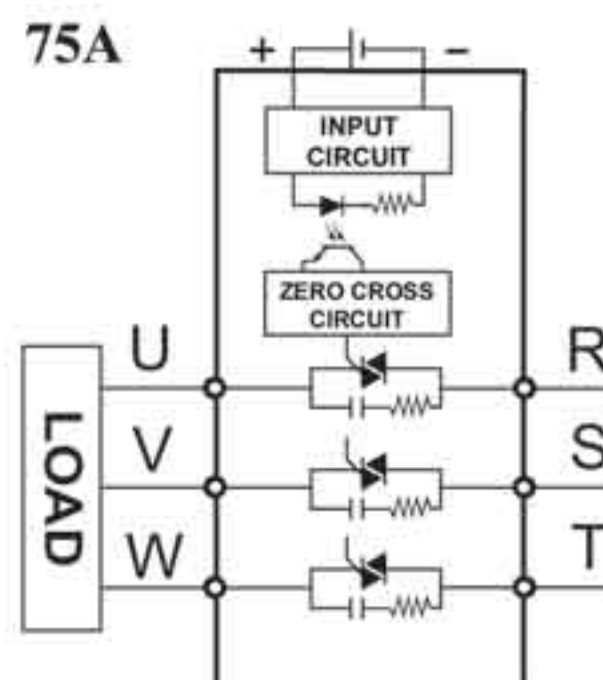 75A
+ −
INPUT
CIRCUIT
ZERO CROSS
CIRCUIT
U R
LOAD
V S
W T